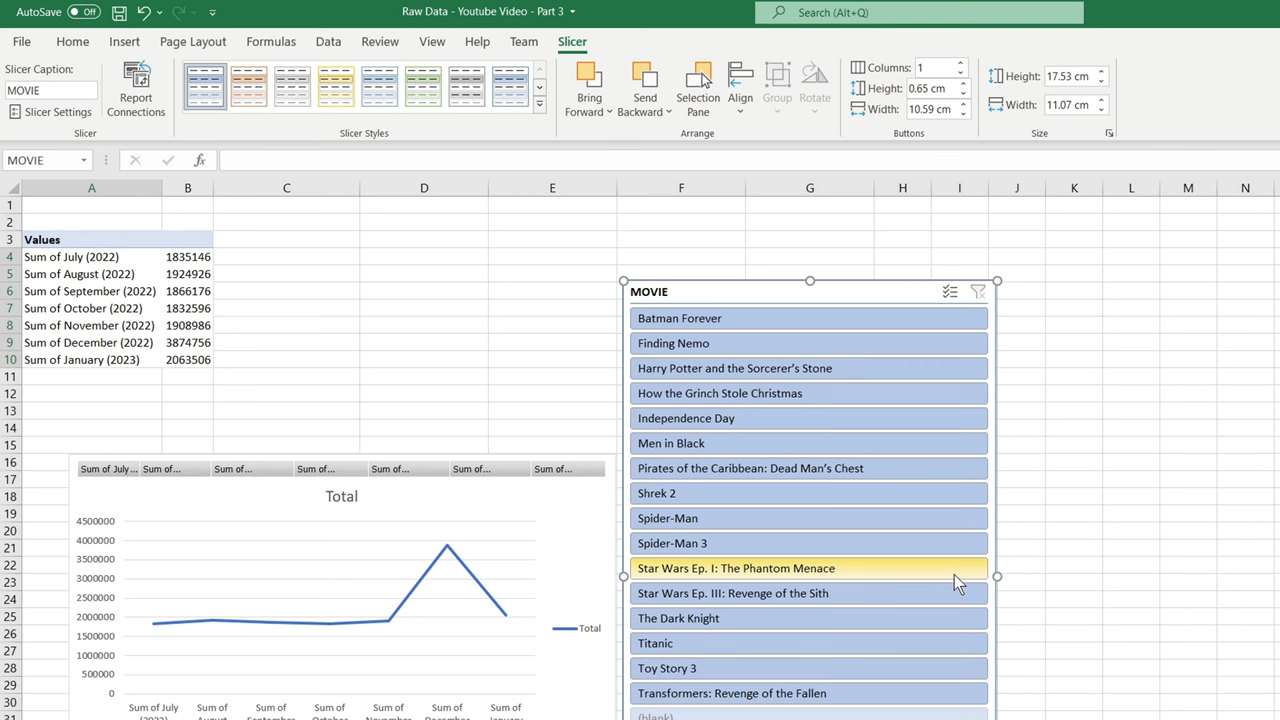 AutoSave Off Raw Data - Youtube Video - Part 3 Search (Alt+Q)
File Home Insert Page Layout Formulas Data Review View Help Team Slicer
Slicer Caption:
MOVIE
Slicer Settings
Report Connections
Bring Forward
Send Backward
Selection Pane
Align
Group
Rotate
Columns: 1
Height: 0.65 cm
Width: 10.59 cm
Height: 17.53 cm
Width: 11.07 cm
Slicer Slicer Styles Arrange Buttons Size
MOVIE fx
A B C D E F G H I J K L M N
1
2
3 Values
4 Sum of July (2022) 1835146
5 Sum of August (2022) 1924926
6 Sum of September (2022) 1866176
7 Sum of October (2022) 1832596
8 Sum of November (2022) 1908986
9 Sum of December (2022) 3874756
10 Sum of January (2023) 2063506
11
12
13
14
15
16
17
18
19
20
21
22
23
24
25
26
27
28
29
30
31
Sum of July... Sum of... Sum of... Sum of... Sum of... Sum of... Sum of...
Total
4500000
4000000
3500000
3000000
2500000
2000000
1500000
1000000
500000
0
Total
Sum of July Sum of Sum of Sum of Sum of Sum of Sum of
(2022) August September October November December January
MOVIE
Batman Forever
Finding Nemo
Harry Potter and the Sorcerer's Stone
How the Grinch Stole Christmas
Independence Day
Men in Black
Pirates of the Caribbean: Dead Man's Chest
Shrek 2
Spider-Man
Spider-Man 3
Star Wars Ep. I: The Phantom Menace
Star Wars Ep. III: Revenge of the Sith
The Dark Knight
Titanic
Toy Story 3
Transformers: Revenge of the Fallen
(blank)